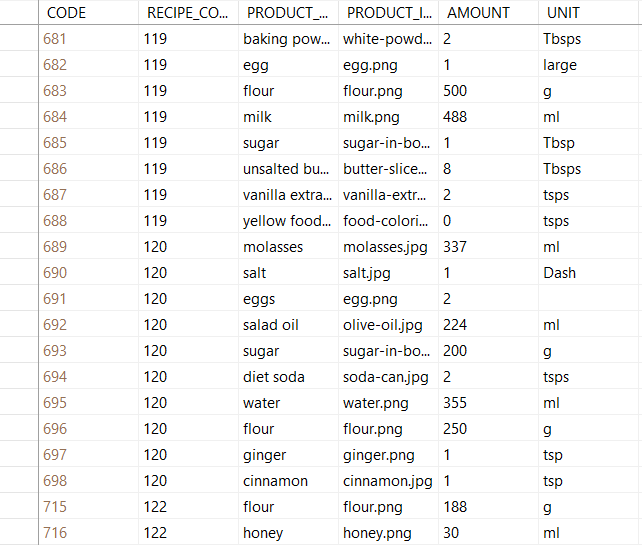 CODE RECIPE_CO... PRODUCT_... PRODUCT_I... AMOUNT UNIT
681 119 baking pow... white-powd... 2 Tbsps
682 119 egg egg.png 1 large
683 119 flour flour.png 500 g
684 119 milk milk.png 488 ml
685 119 sugar sugar-in-bo... 1 Tbsp
686 119 unsalted bu... butter-slice... 8 Tbsps
687 119 vanilla extra... vanilla-extr... 2 tsps
688 119 yellow food... food-colori... 0 tsps
689 120 molasses molasses.jpg 337 ml
690 120 salt salt.jpg 1 Dash
691 120 eggs egg.png 2
692 120 salad oil olive-oil.jpg 224 ml
693 120 sugar sugar-in-bo... 200 g
694 120 diet soda soda-can.jpg 2 tsps
695 120 water water.png 355 ml
696 120 flour flour.png 250 g
697 120 ginger ginger.png 1 tsp
698 120 cinnamon cinnamon.jpg 1 tsp
715 122 flour flour.png 188 g
716 122 honey honey.png 30 ml